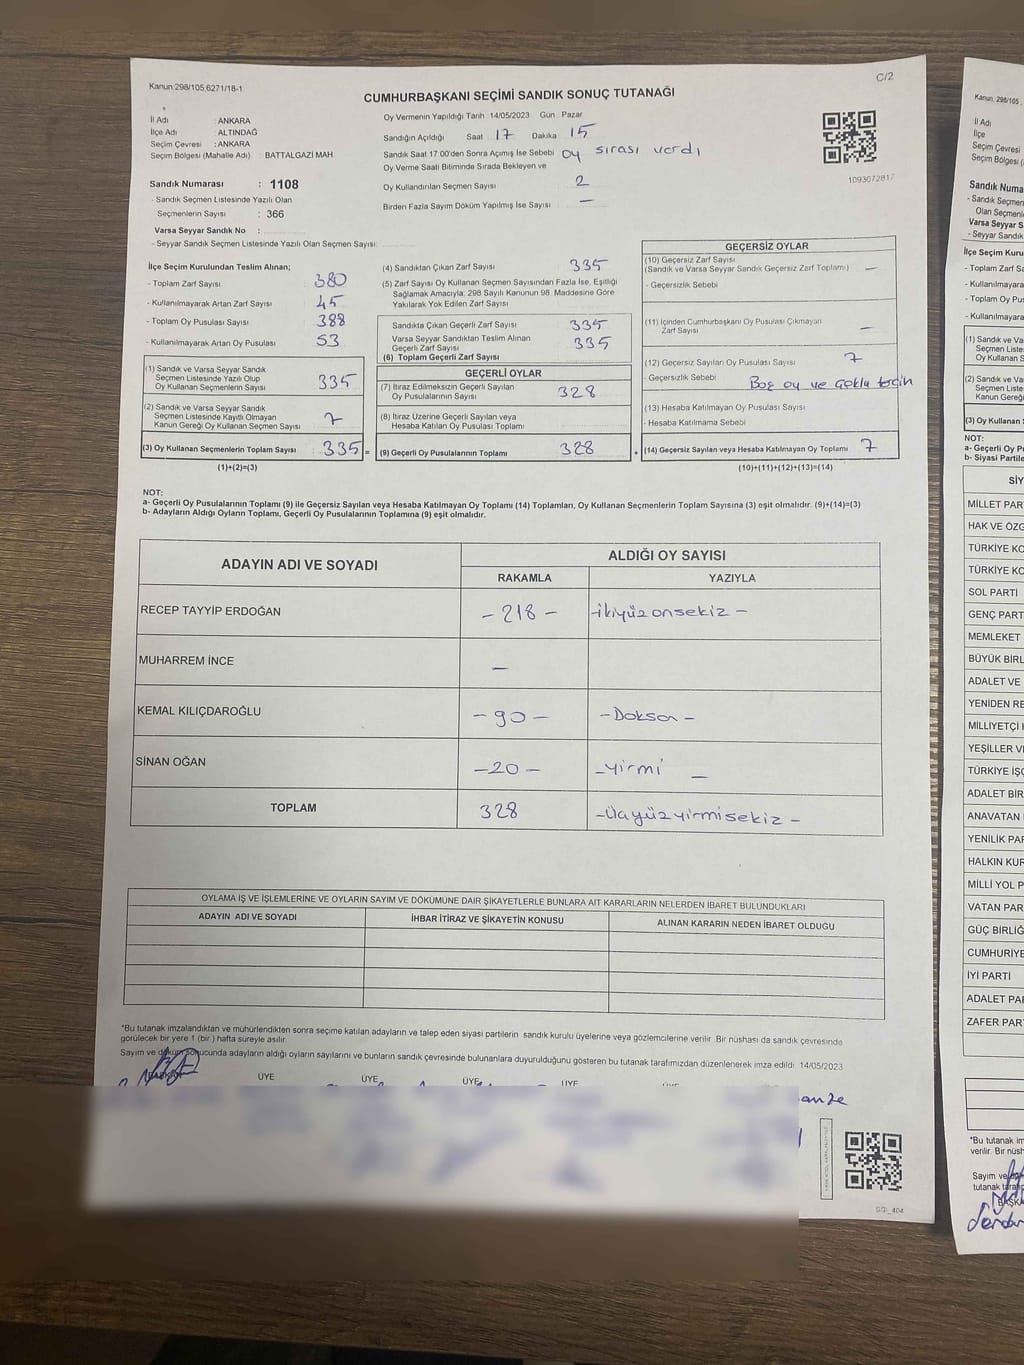 Kanun:298/105,6271/18-1
C/2
CUMHURBAŞKANI SEÇİMİ SANDIK SONUÇ TUTANAĞI
İl Adı : ANKARA
İlçe Adı : ALTINDAĞ
Seçim Çevresi : ANKARA
Seçim Bölgesi (Mahalle Adı) : BATTALGAZİ MAH
Sandık Numarası : 1108
- Sandık Seçmen Listesinde Yazılı Olan
Seçmenlerin Sayısı : 366
Varsa Seyyar Sandık No :
- Seyyar Sandık Seçmen Listesinde Yazılı Olan Seçmen Sayısı:
Oy Vermenin Yapıldığı Tarih : 14/05/2023 Gün : Pazar
Sandığın Açıldığı Saat 17 Dakika 15
Sandık Saat 17.00'den Sonra Açımış İse Sebebi oy sırası vardı
Oy Verme Saati Bitiminde Sırada Bekleyen ve
Oy Kullandırılan Seçmen Sayısı 2
Birden Fazla Sayım Döküm Yapılmış İse Sayısı —
1093072817
İlçe Seçim Kurulundan Teslim Alınan;
- Toplam Zarf Sayısı : 380
- Kullanılmayarak Artan Zarf Sayısı : 45
- Toplam Oy Pusulası Sayısı : 388
- Kullanılmayarak Artan Oy Pusulası : 53
(1) Sandık ve Varsa Seyyar Sandık
Seçmen Listesinde Yazılı Olup
Oy Kullanan Seçmenlerin Sayısı 335
(2) Sandık ve Varsa Seyyar Sandık
Seçmen Listesinde Kayıtlı Olmayan
Kanun Gereği Oy Kullanan Seçmen Sayısı
(3) Oy Kullanan Seçmenlerin Toplam Sayısı 335 =
(1)+(2)=(3)
(4) Sandıktan Çıkan Zarf Sayısı 335
(5) Zarf Sayısı Oy Kullanan Seçmen Sayısından Fazla İse, Eşitliği
Sağlamak Amacıyla; 298 Sayılı Kanunun 98. Maddesine Göre
Yakılarak Yok Edilen Zarf Sayısı
Sandıkta Çıkan Geçerli Zarf Sayısı 335
Varsa Seyyar Sandıktan Teslim Alınan
Geçerli Zarf Sayısı 335
(6) Toplam Geçerli Zarf Sayısı
GEÇERLİ OYLAR
(7) İtiraz Edilmeksizin Geçerli Sayılan
Oy Pusulalarının Sayısı 328
(8) İtiraz Üzerine Geçerli Sayılan veya
Hesaba Katılan Oy Pusulası Toplamı
(9) Geçerli Oy Pusulalarının Toplamı 328 +
GEÇERSİZ OYLAR
(10) Geçersiz Zarf Sayısı
(Sandık ve Varsa Seyyar Sandık Geçersiz Zarf Toplamı) —
- Geçersizlik Sebebi
(11) İçinden Cumhurbaşkanı Oy Pusulası Çıkmayan
Zarf Sayısı —
(12) Geçersiz Sayılan Oy Pusulası Sayısı 7
- Geçersizlik Sebebi Boş oy ve Çoklu tercih
(13) Hesaba Katılmayan Oy Pusulası Sayısı
- Hesaba Katılmama Sebebi
(14) Geçersiz Sayılan veya Hesaba Katılmayan Oy Toplamı 7
(10)+(11)+(12)+(13)=(14)
NOT:
a- Geçerli Oy Pusulalarının Toplamı (9) ile Geçersiz Sayılan veya Hesaba Katılmayan Oy Toplamı (14) Toplamları, Oy Kullanan Seçmenlerin Toplam Sayısına (3) eşit olmalıdır. (9)+(14)=(3)
b- Adayların Aldığı Oyların Toplamı, Geçerli Oy Pusulalarının Toplamına (9) eşit olmalıdır.
ADAYIN ADI VE SOYADI
ALDIĞI OY SAYISI
RAKAMLA YAZIYLA
RECEP TAYYİP ERDOĞAN - 218 - -ikiyüzonsekiz -
MUHARREM İNCE —
KEMAL KILIÇDAROĞLU - 90 - - Doksan -
SİNAN OĞAN - 20 - - yirmi -
TOPLAM 328 - Üçyüzyirmisekiz -
OYLAMA İŞ VE İŞLEMLERİNE VE OYLARIN SAYIM VE DÖKÜMÜNE DAİR ŞİKAYETLERLE BUNLARA AİT KARARLARIN NELERDEN İBARET BULUNDUKLARI
ADAYIN ADI VE SOYADI İHBAR İTİRAZ VE ŞİKAYETİN KONUSU ALINAN KARARIN NEDEN İBARET OLDUĞU
*Bu tutanak imzalandıktan ve mühürlendikten sonra seçime katılan adayların ve talep eden siyasi partilerin sandık kurulu üyelerine veya gözlemcilerine verilir. Bir nüshası da sandık çevresinde
görülecek bir yere 1 (bir) hafta süreyle asılır.
Sayım ve döküm sonucunda adayların aldığı oyların sayılarını ve bunların sandık çevresinde bulunanlara duyurulduğunu gösteren bu tutanak tarafımızdan düzenlenerek imza edildi. 14/05/2023
BAŞKAN ÜYE ÜYE ÜYE ÜYE
Kanun, 298/105
İl Adı
İlçe
Seçim Çevresi
Seçim Bölgesi
Sandık Numa
- Sandık Seçmen
Olan Seçmen
Varsa Seyyar S
- Seyyar Sandık
İlçe Seçim Kuru
- Toplam Zarf S
- Kullanılmayara
- Toplam Oy Pu
- Kullanılmayara
(1) Sandık ve Va
Seçmen Liste
Oy Kullanan S
(2) Sandık ve Va
Seçmen Liste
Kanun Gereği
(3) Oy Kullanan S
NOT:
a- Geçerli Oy P
b- Siyasi Partile
SİY
MİLLET PAR
HAK VE ÖZG
TÜRKİYE KO
TÜRKİYE KO
SOL PARTİ
GENÇ PART
MEMLEKET
BÜYÜK BİRL
ADALET VE
YENİDEN RE
MİLLİYETÇİ H
YEŞİLLER VE
TÜRKİYE İŞÇ
ADALET BİR
ANAVATAN
YENİLİK PAR
HALKIN KUR
MİLLİ YOL P
VATAN PAR
GÜÇ BİRLİĞ
CUMHURİYE
İYİ PARTİ
ADALET PA
ZAFER PART
*Bu tutanak im
verilir. Bir nüsh
Sayım ve
tutanak